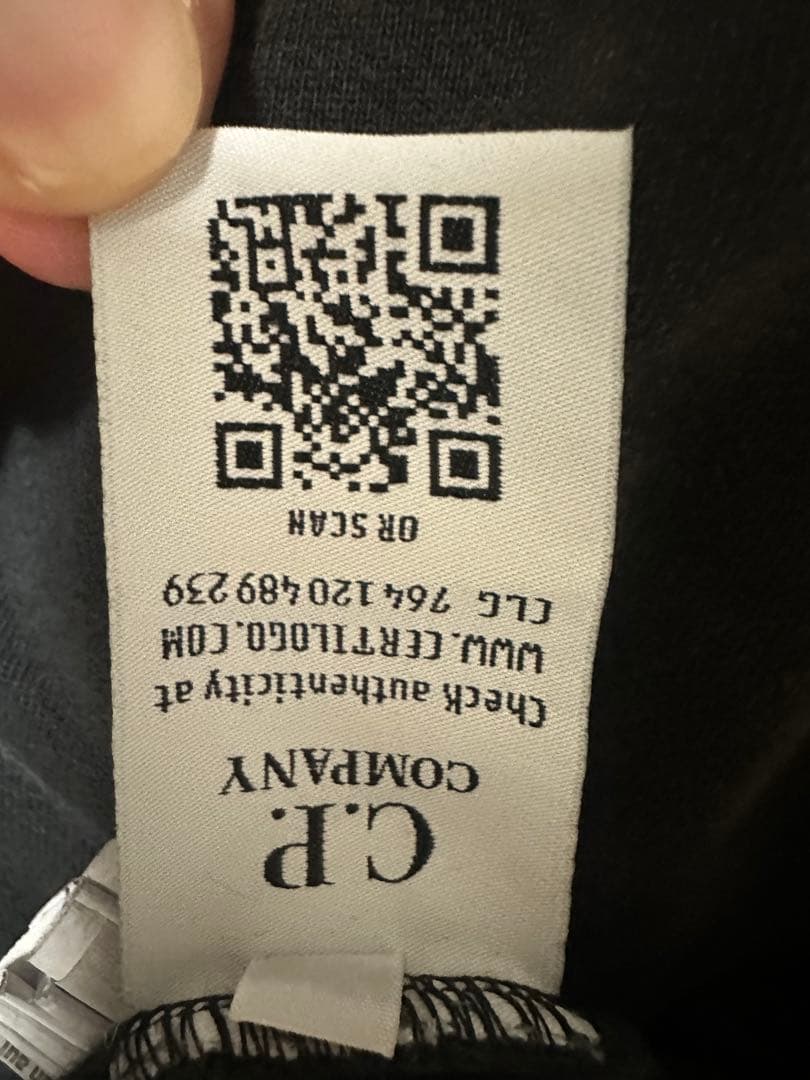 C.P.
COMPANY
Check authenticity at
WWW.CERTILOGO.COM
CLG 764 120 489 239
OR SCAN